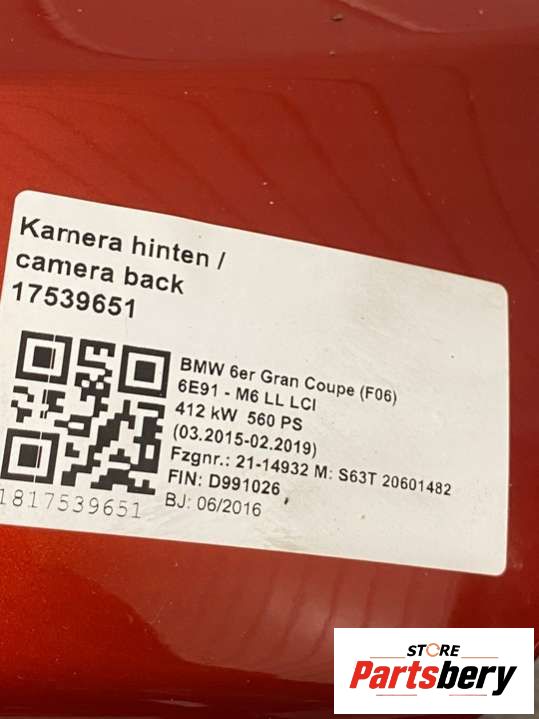 Kamera hinten /
camera back
17539651
BMW 6er Gran Coupe (F06)
6E91 - M6 LL LCI
412 kW 560 PS
(03.2015-02.2019)
Fzgnr.: 21-14932 M: S63T 20601482
FIN: D991026
BJ: 06/2016
1817539651
STORE
Partsbery